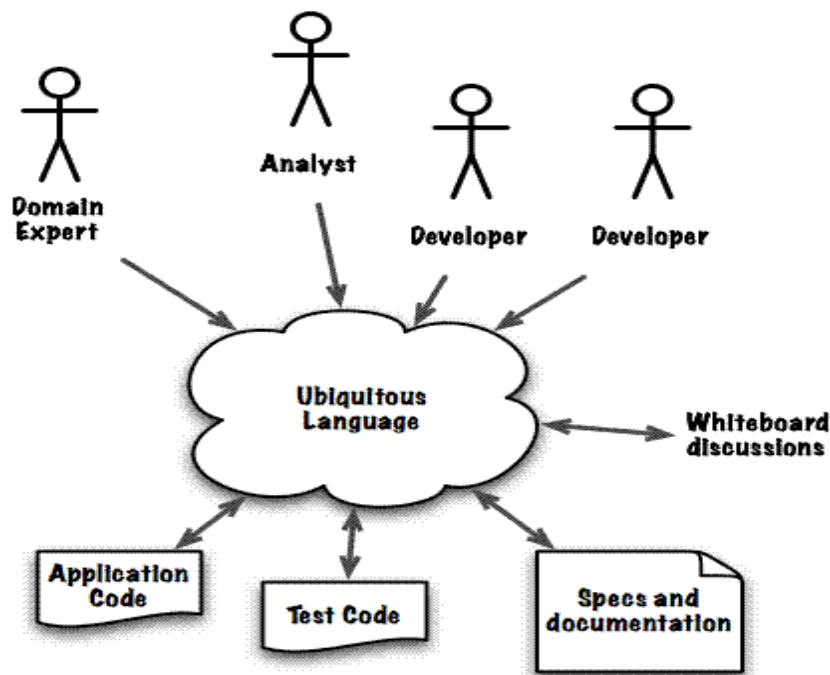 Analyst
Domain
Expert
Developer
Developer
Ubiquitous
Language
Whiteboard
discussions
Application
Code
Test Code
Specs and
documentation